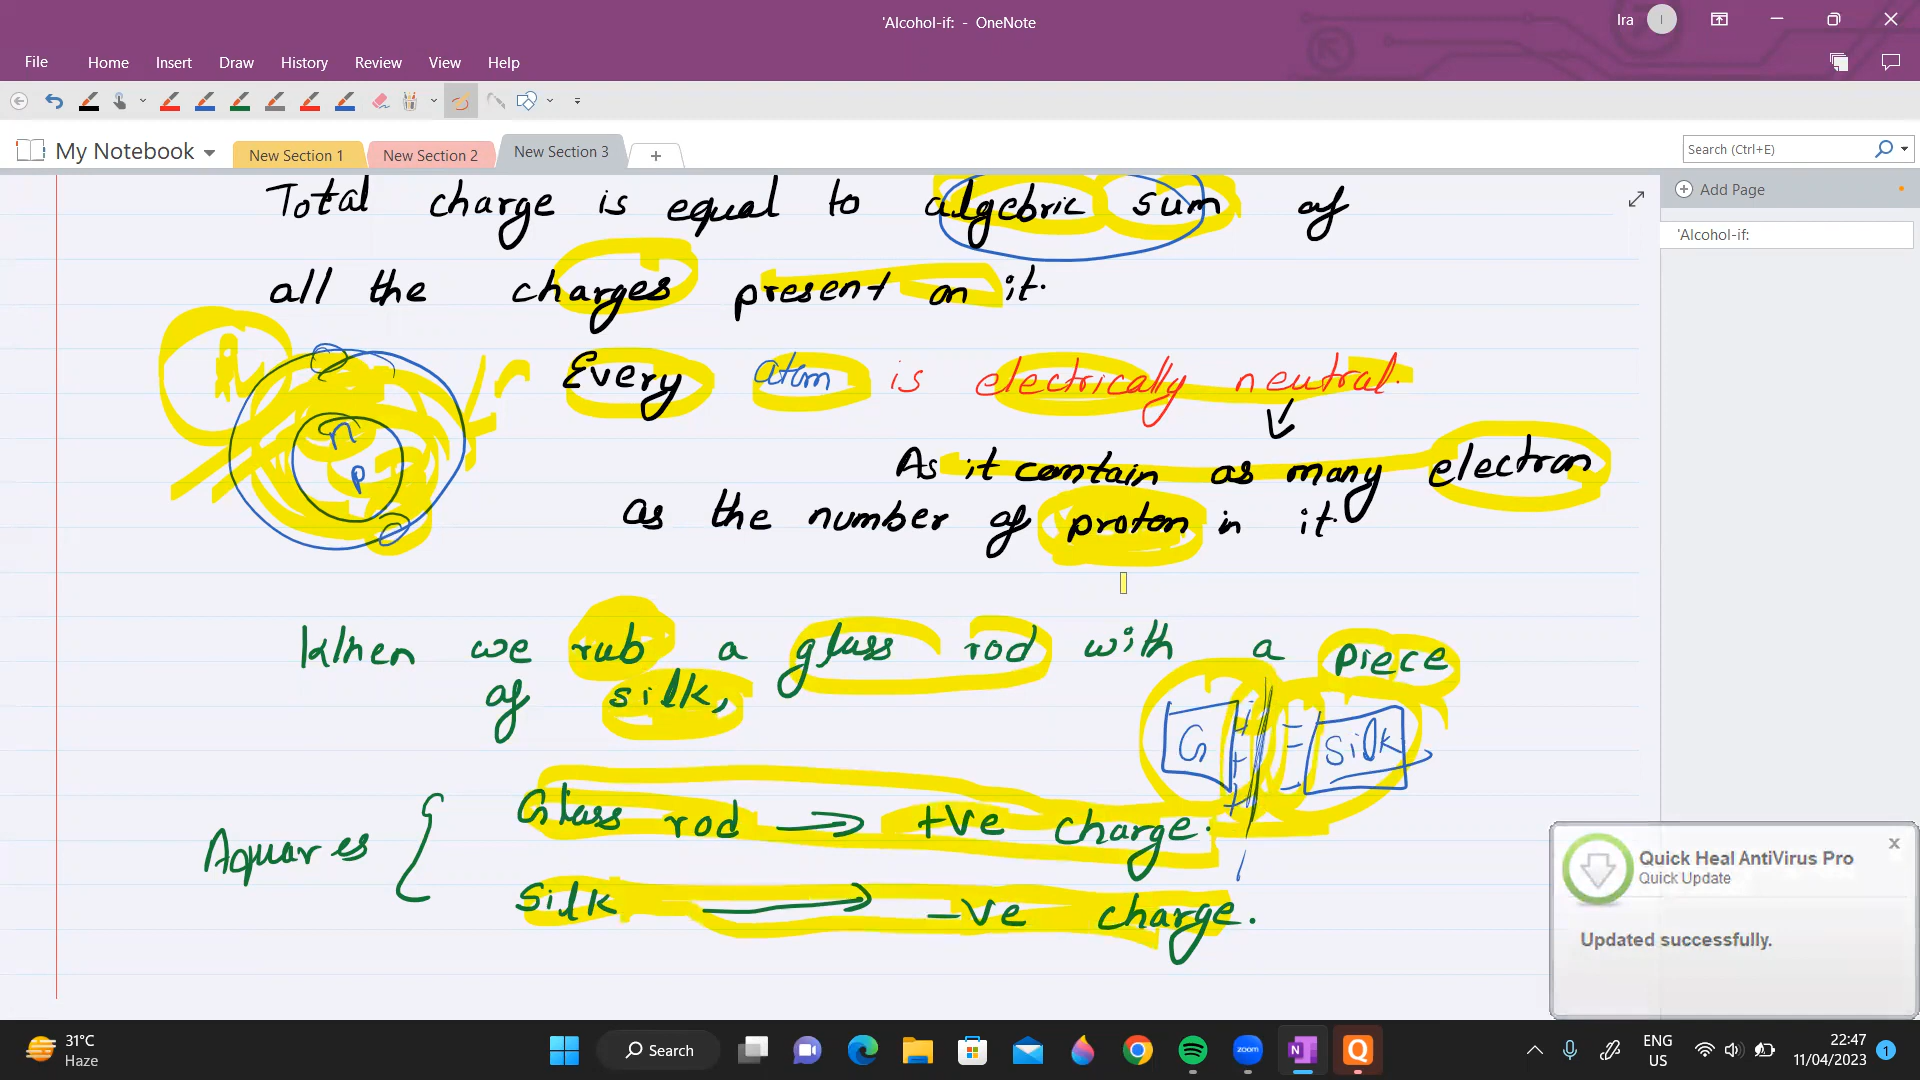 'Alcohol-if: - OneNote
Ira
I
File
Home
Insert
Draw
History
Review
View
Help
My Notebook
New Section 1
New Section 2
New Section 3
Search (Ctrl+E)
Add Page
'Alcohol-if:
Total charge is equal to algebric sum of
all the charges present on it.
Every atom is electrically neutral.
n
p
As it contain as many electron
as the number of proton in it.
When we rub a glass rod with a piece
of silk,
G
Silk
Aquares
Glass rod → +ve charge.
Silk → -ve charge.
Quick Heal AntiVirus Pro
Quick Update
Updated successfully.
31°C
Haze
Search
zoom
N
Q
ENG
US
22:47
11/04/2023
1